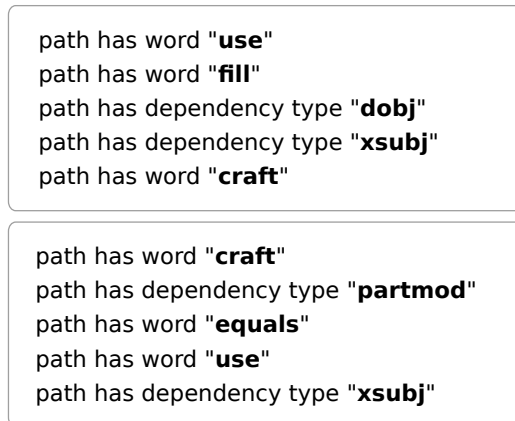 path has word "use"
path has word "fill"
path has dependency type "dobj"
path has dependency type "xsubj"
path has word "craft"
path has word "craft"
path has dependency type "partmod"
path has word "equals"
path has word "use"
path has dependency type "xsubj"